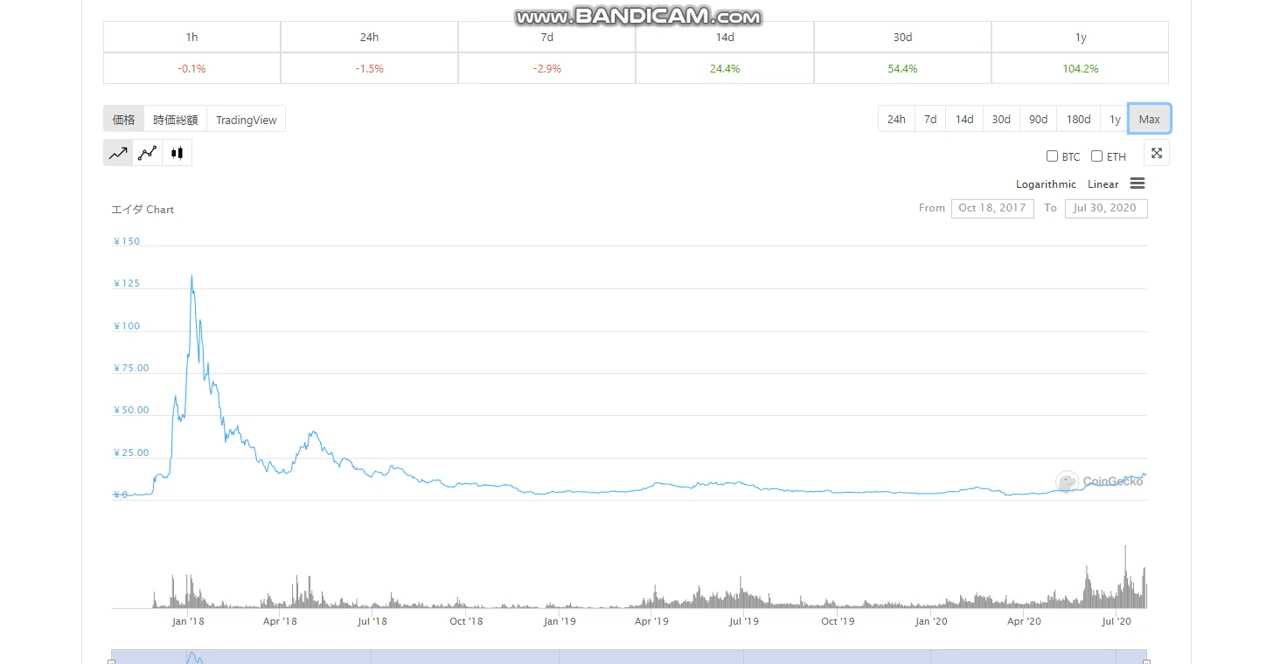 www.BANDICAM.com
1h 24h 7d 14d 30d 1y
-0.1% -1.5% -2.9% 24.4% 54.4% 104.2%
価格 時価総額 TradingView 24h 7d 14d 30d 90d 180d 1y Max
BTC ETH
Logarithmic Linear
エイダ Chart From Oct 18, 2017 To Jul 30, 2020
¥150
¥125
¥100
¥75.00
¥50.00
¥25.00
¥0
CoinGecko
Jan '18 Apr '18 Jul '18 Oct '18 Jan '19 Apr '19 Jul '19 Oct '19 Jan '20 Apr '20 Jul '20